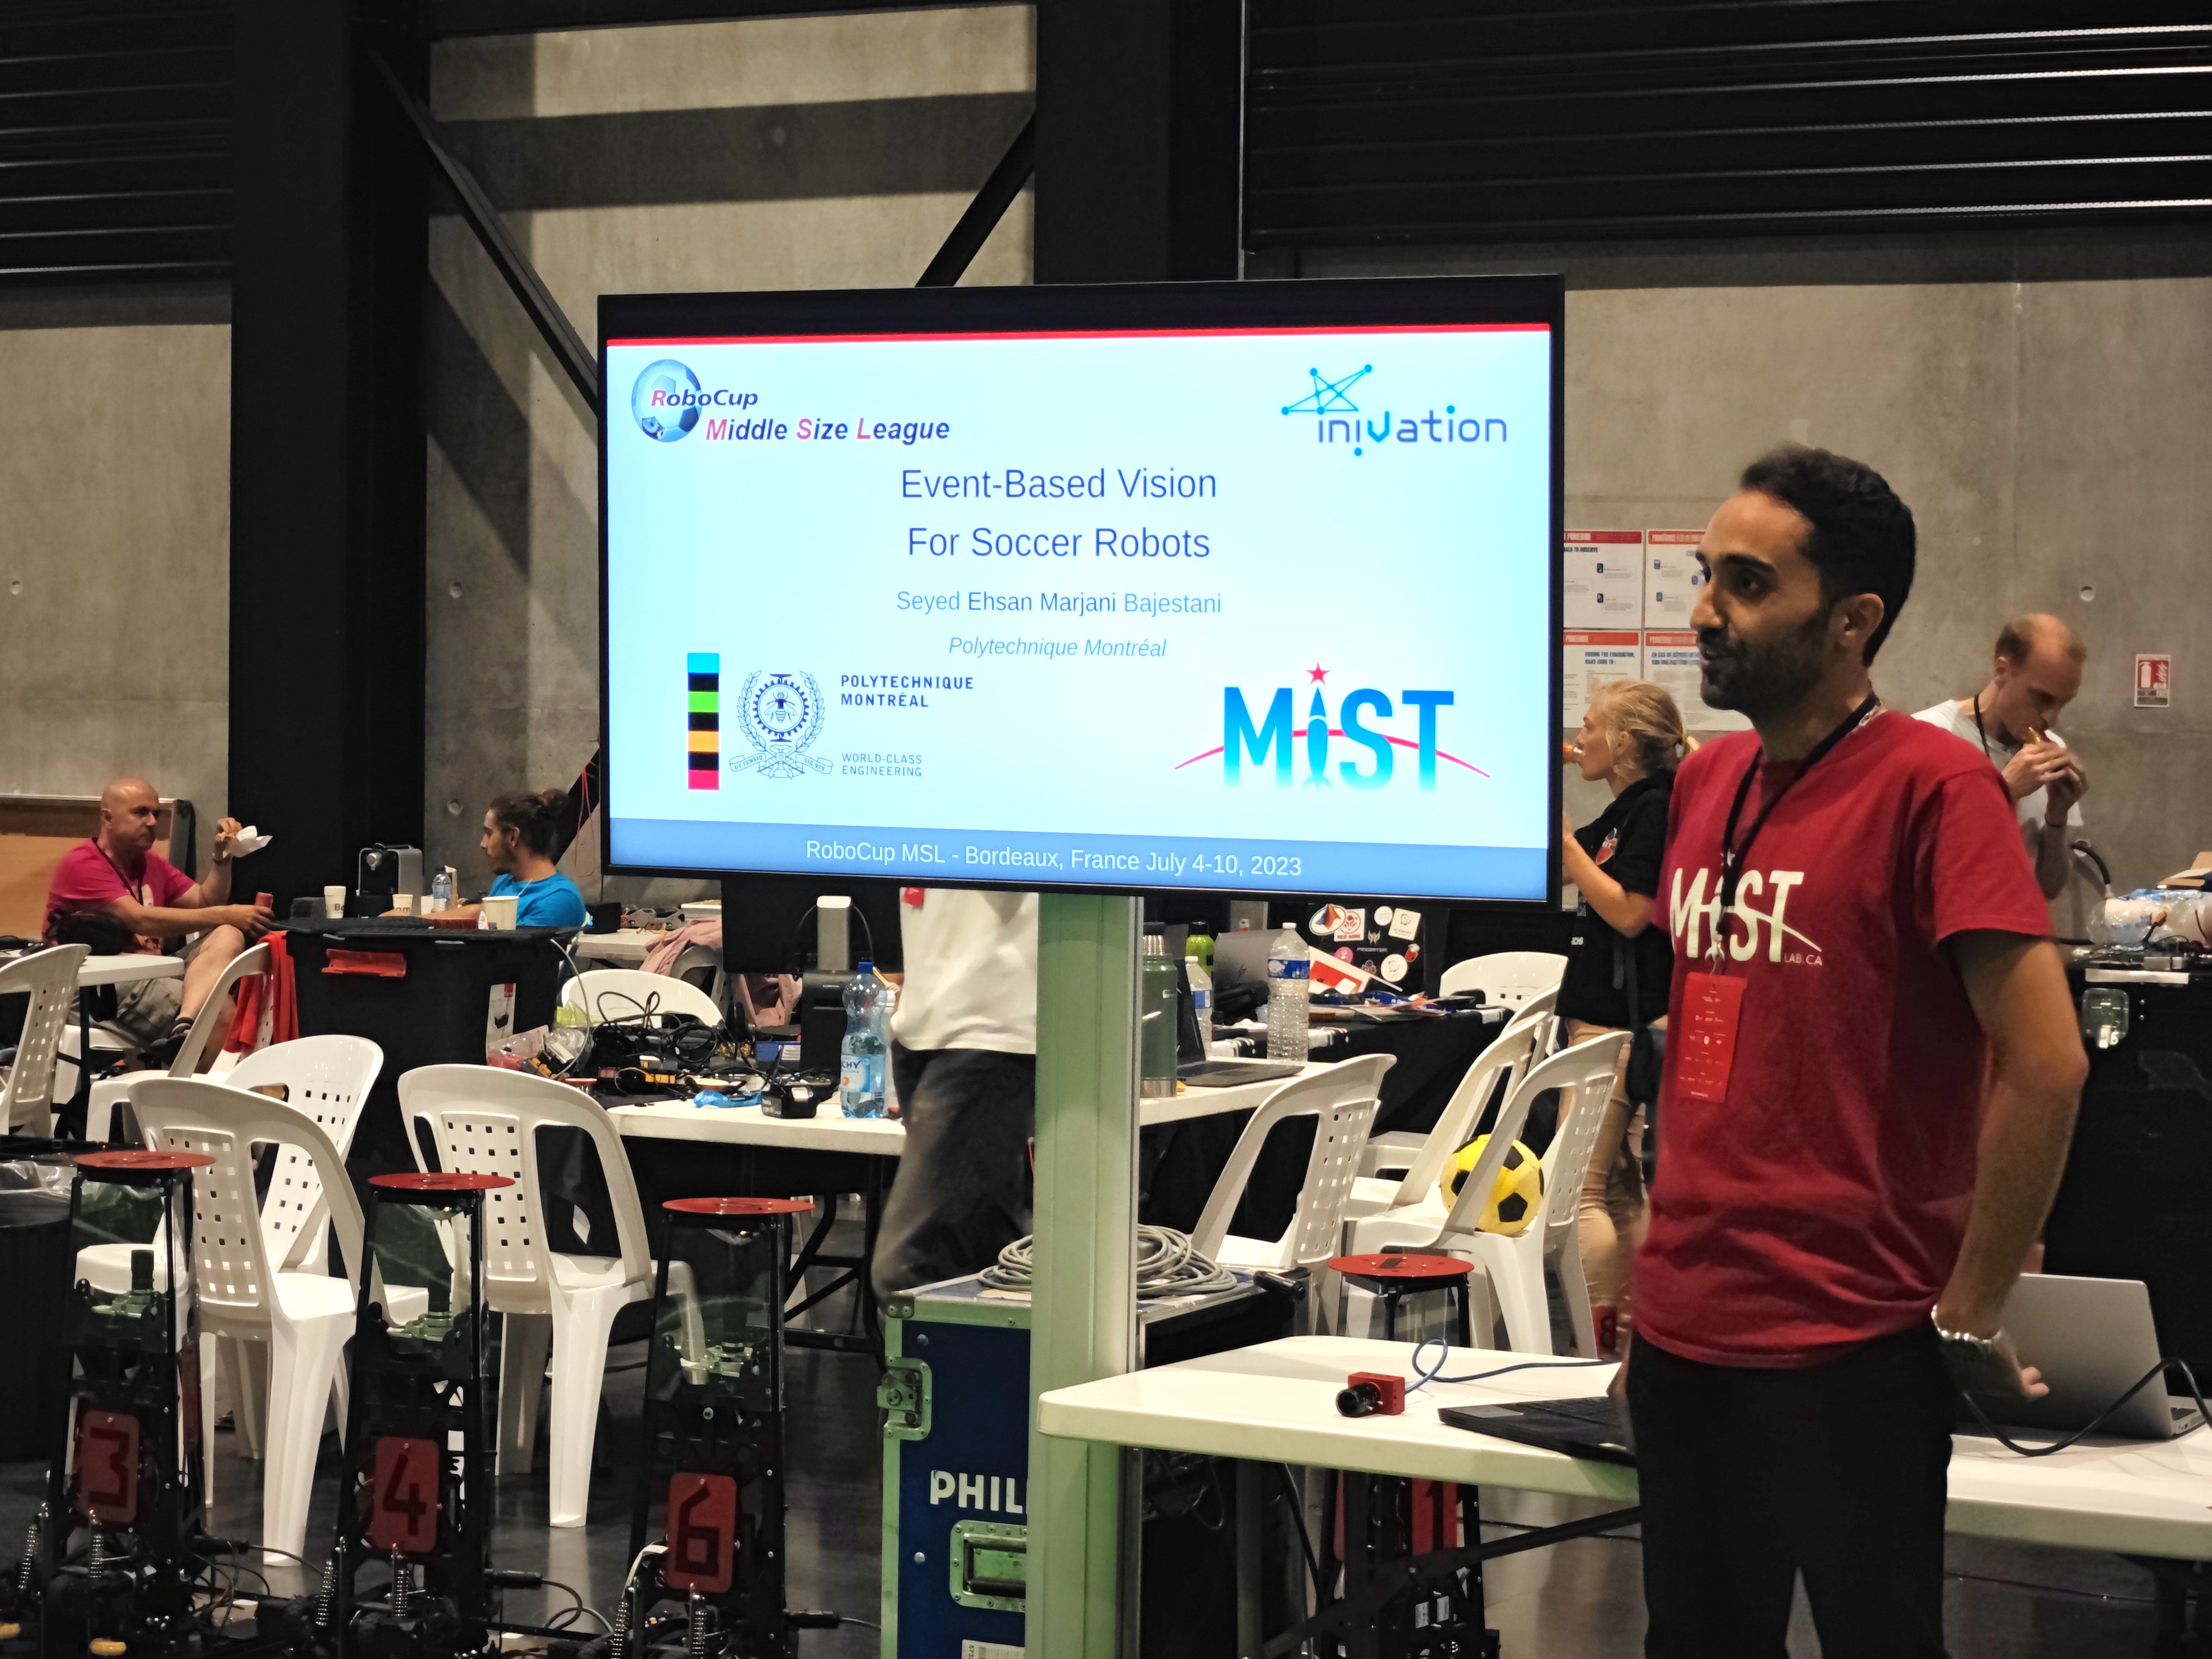 RoboCup
Middle Size League
iniVation
Event-Based Vision
For Soccer Robots
Seyed Ehsan Marjani Bajestani
Polytechnique Montréal
POLYTECHNIQUE
MONTRÉAL
WORLD-CLASS
ENGINEERING
MiST
RoboCup MSL - Bordeaux, France July 4-10, 2023
MiST
LAB.CA
PREDATOR
3
4
6
1
PHIL